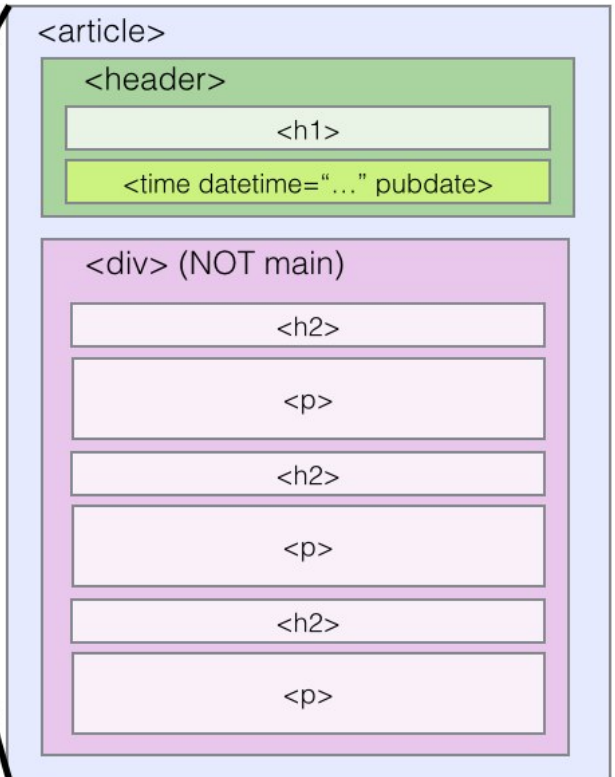 <article>
<header>
<h1>
<time datetime=“...” pubdate>
<div> (NOT main)
<h2>
<p>
<h2>
<p>
<h2>
<p>